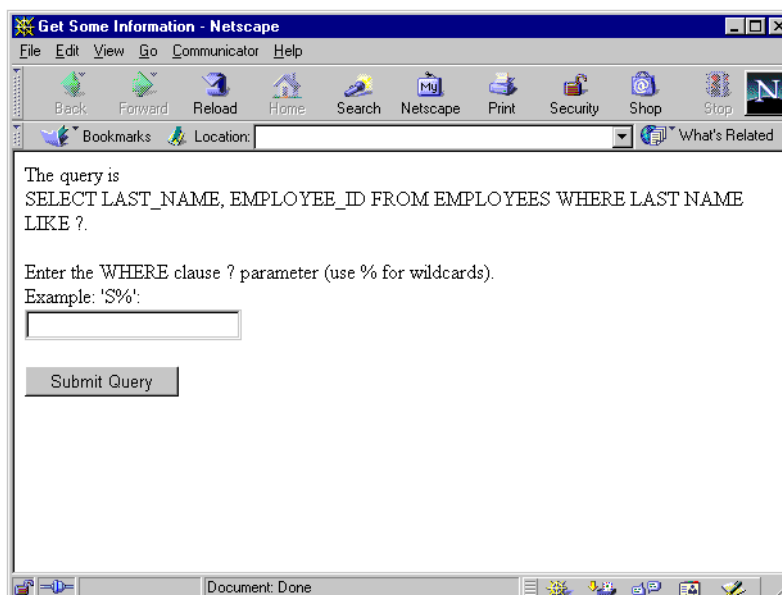 Get Some Information - Netscape
File Edit View Go Communicator Help
My
N
Back Forward Reload Home Search Netscape Print Security Shop Stop
Bookmarks Location: What's Related
The query is
SELECT LAST_NAME, EMPLOYEE_ID FROM EMPLOYEES WHERE LAST NAME
LIKE ?.
Enter the WHERE clause ? parameter (use % for wildcards).
Example: 'S%':
Submit Query
Document: Done